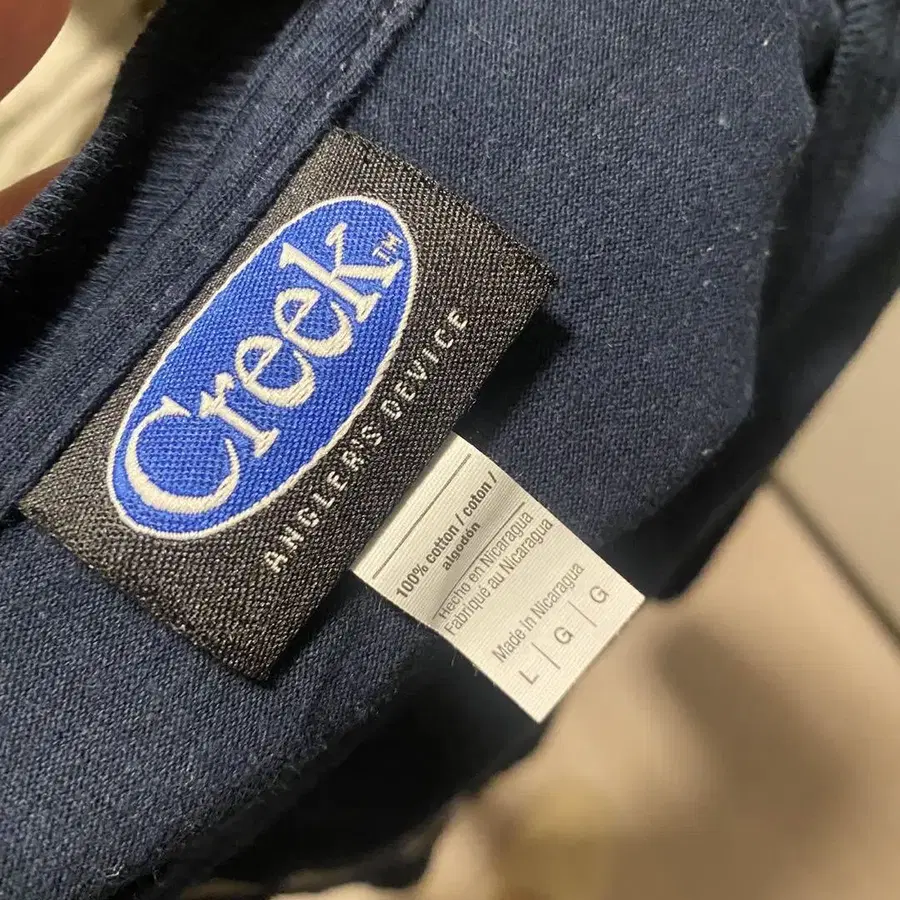 Creek™
ANGLER'S DEVICE
100% cotton / coton /
algodón
Hecho en Nicaragua
Fabriqué au Nicaragua
Made in Nicaragua
L | G | G